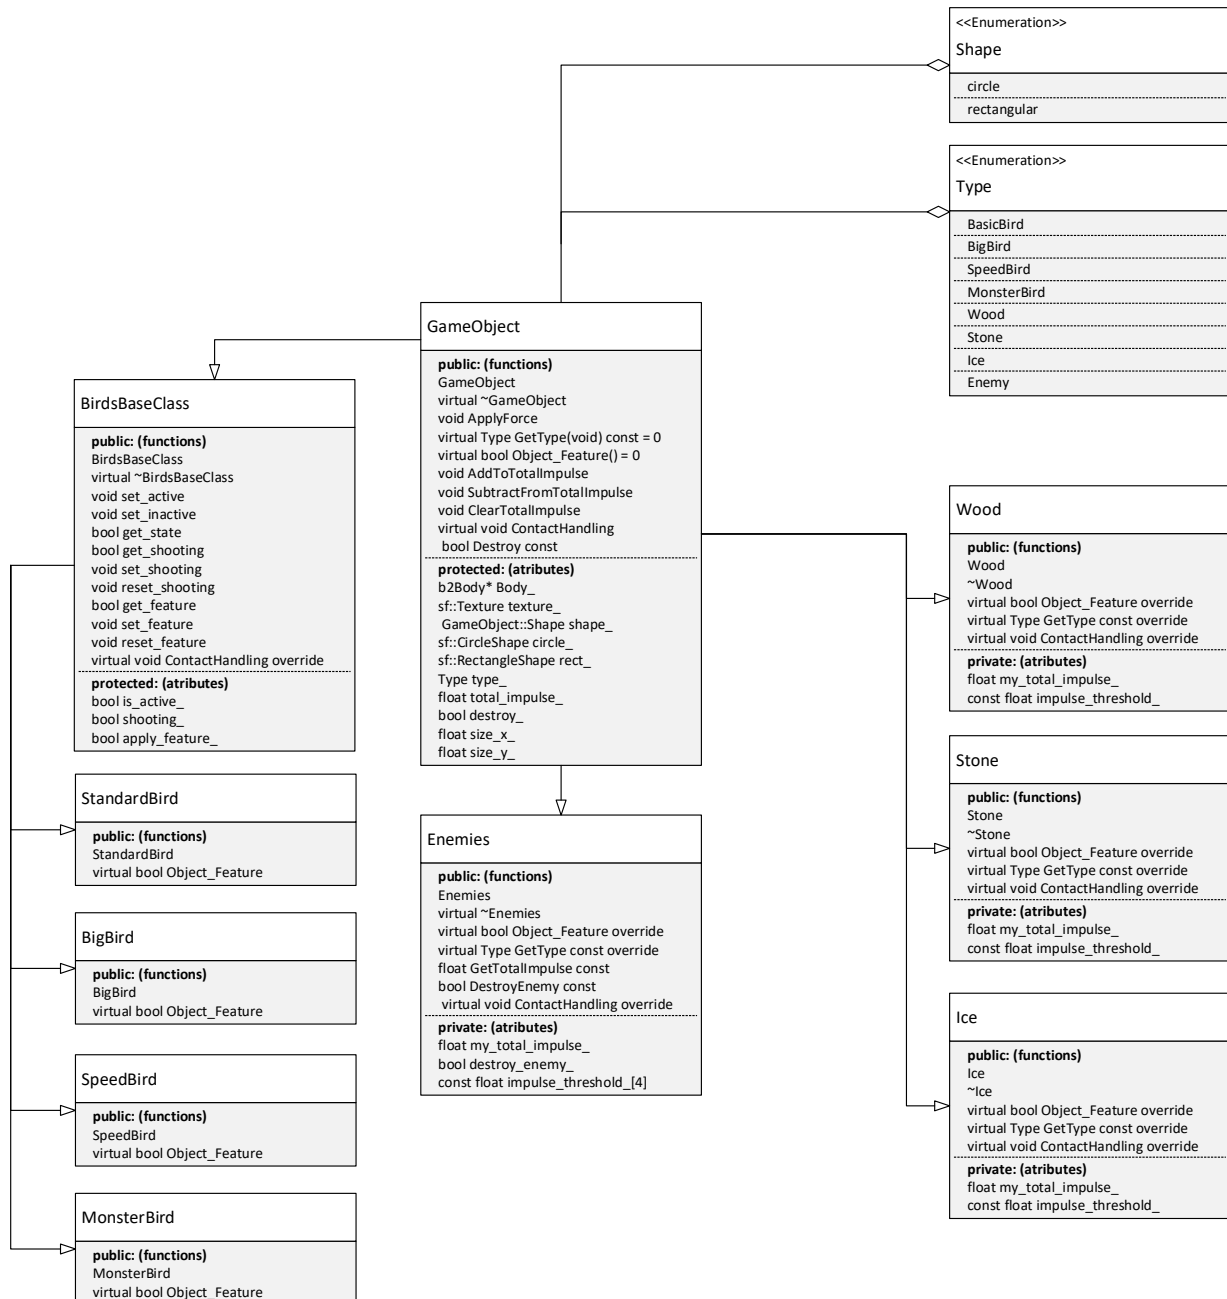 <<Enumeration>>
Shape
circle
rectangular
<<Enumeration>>
Type
BasicBird
BigBird
SpeedBird
MonsterBird
Wood
Stone
Ice
Enemy
GameObject
public: (functions)
GameObject
virtual ~GameObject
void ApplyForce
virtual Type GetType(void) const = 0
virtual bool Object_Feature() = 0
void AddToTotalImpulse
void SubtractFromTotalImpulse
void ClearTotalImpulse
virtual void ContactHandling
bool Destroy const
protected: (atributes)
b2Body* Body_
sf::Texture texture_
GameObject::Shape shape_
sf::CircleShape circle_
sf::RectangleShape rect_
Type type_
float total_impulse_
bool destroy_
float size_x_
float size_y_
BirdsBaseClass
public: (functions)
BirdsBaseClass
virtual ~BirdsBaseClass
void set_active
void set_inactive
bool get_state
bool get_shooting
void set_shooting
void reset_shooting
bool get_feature
void set_feature
void reset_feature
virtual void ContactHandling override
protected: (atributes)
bool is_active_
bool shooting_
bool apply_feature_
StandardBird
public: (functions)
StandardBird
virtual bool Object_Feature
BigBird
public: (functions)
BigBird
virtual bool Object_Feature
SpeedBird
public: (functions)
SpeedBird
virtual bool Object_Feature
MonsterBird
public: (functions)
MonsterBird
virtual bool Object_Feature
Enemies
public: (functions)
Enemies
virtual ~Enemies
virtual bool Object_Feature override
virtual Type GetType const override
float GetTotalImpulse const
bool DestroyEnemy const
virtual void ContactHandling override
private: (atributes)
float my_total_impulse_
bool destroy_enemy_
const float impulse_threshold_[4]
Wood
public: (functions)
Wood
~Wood
virtual bool Object_Feature override
virtual Type GetType const override
virtual void ContactHandling override
private: (atributes)
float my_total_impulse_
const float impulse_threshold_
Stone
public: (functions)
Stone
~Stone
virtual bool Object_Feature override
virtual Type GetType const override
virtual void ContactHandling override
private: (atributes)
float my_total_impulse_
const float impulse_threshold_
Ice
public: (functions)
Ice
~Ice
virtual bool Object_Feature override
virtual Type GetType const override
virtual void ContactHandling override
private: (atributes)
float my_total_impulse_
const float impulse_threshold_